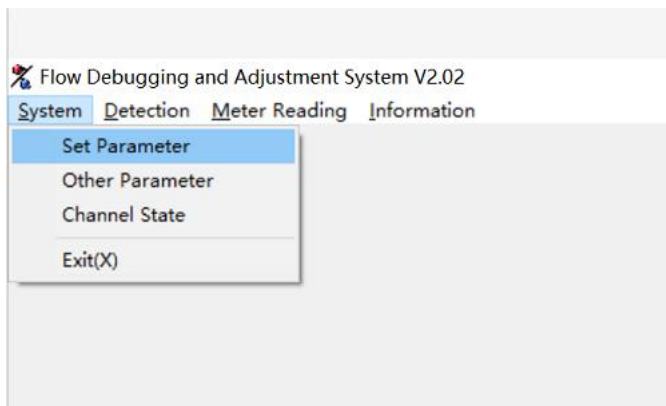 Flow Debugging and Adjustment System V2.02
System Detection Meter Reading Information
Set Parameter
Other Parameter
Channel State
Exit(X)